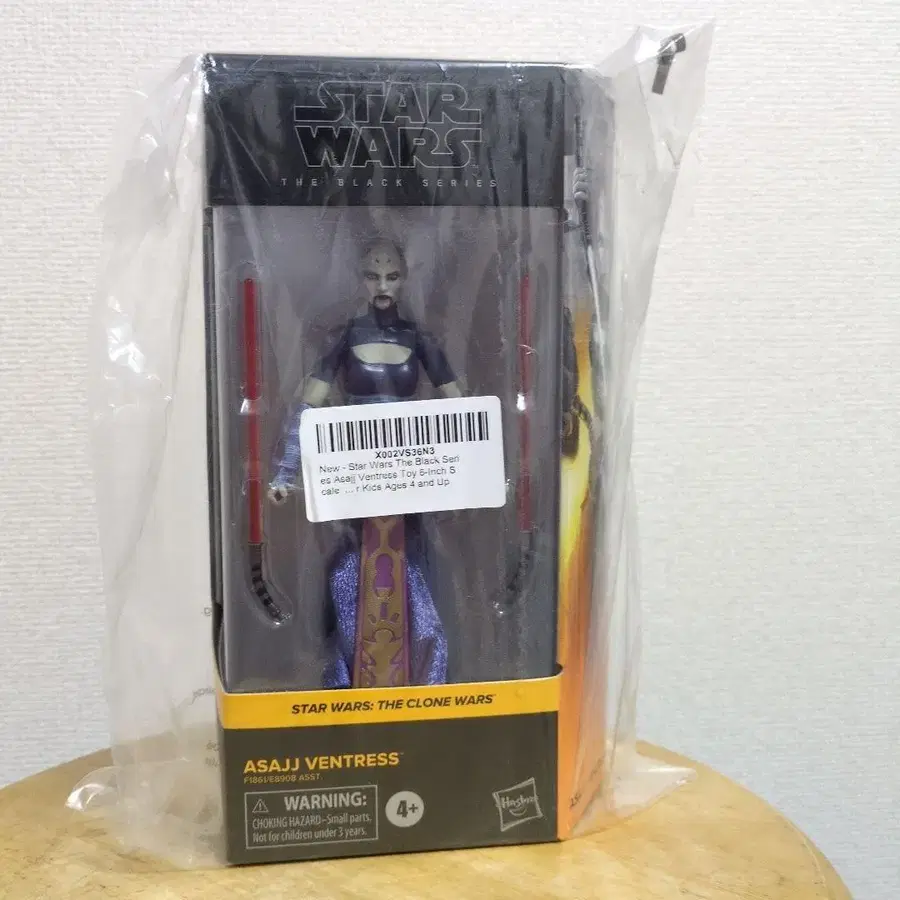 STAR
WARS
THE BLACK SERIES
X002VS36N3
New - Star Wars The Black Seri
es Asajj Ventress Toy 6-Inch S
cale ... r Kids Ages 4 and Up
STAR WARS: THE CLONE WARS™
ASAJJ VENTRESS™
F1861/E8908 ASST.
WARNING:
CHOKING HAZARD–Small parts.
Not for children under 3 years.
4+
Hasbro